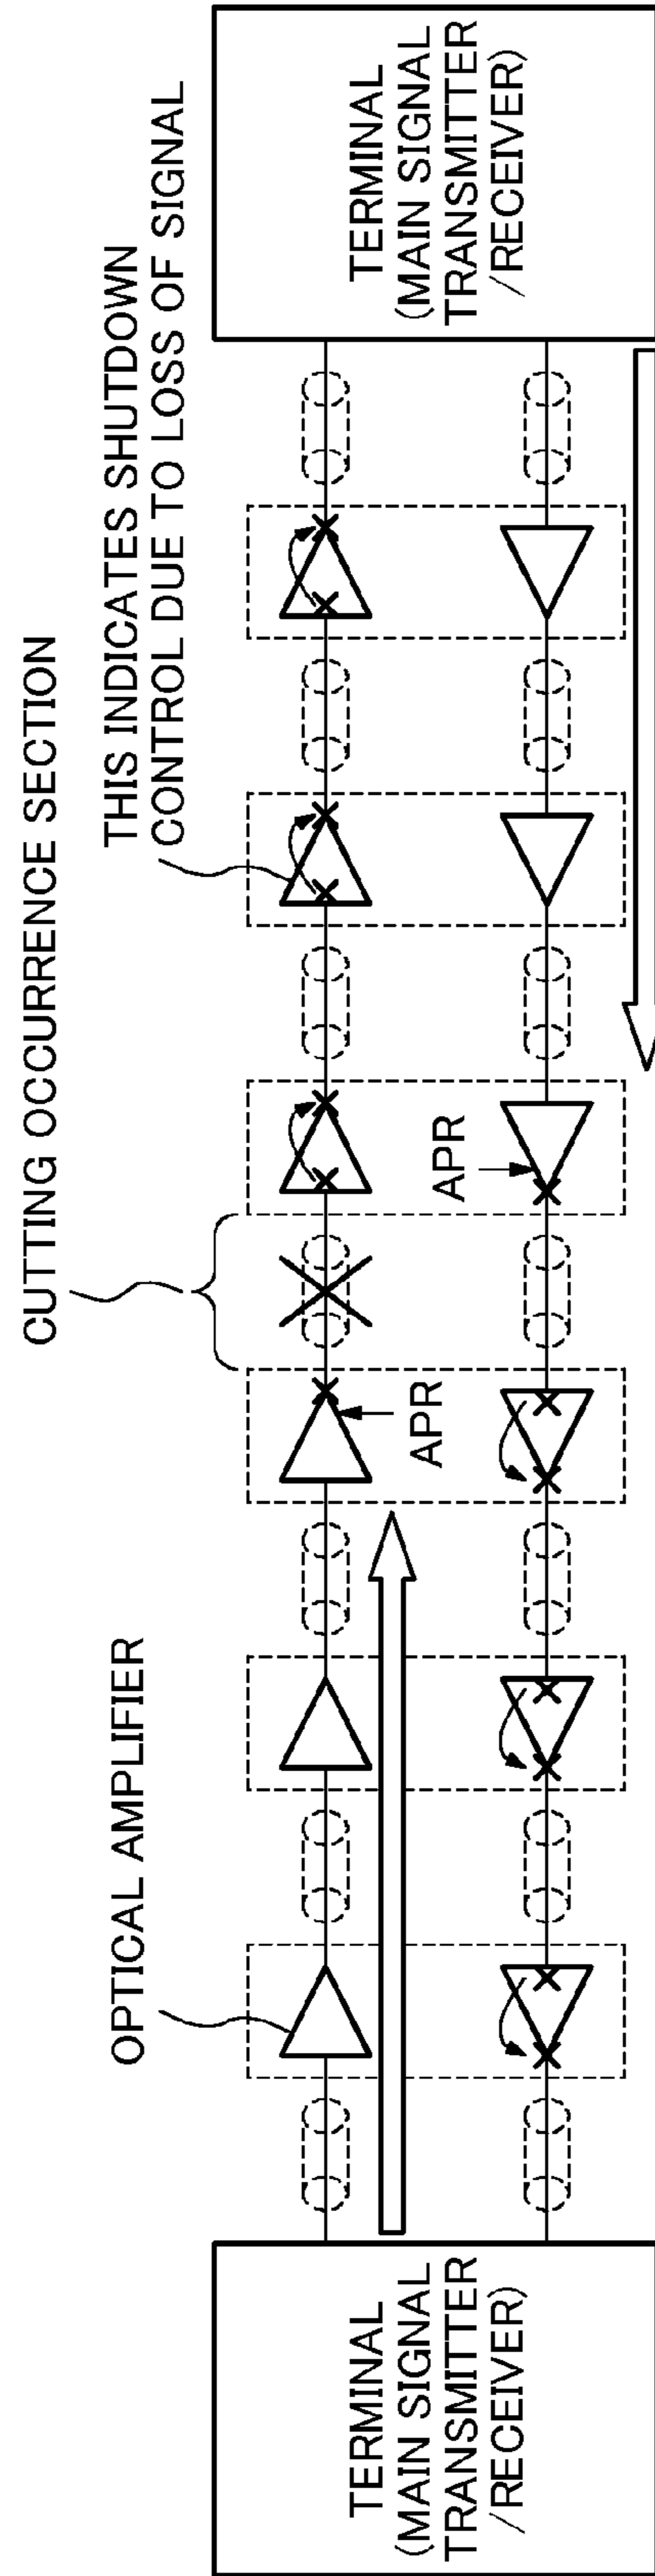 CUTTING OCCURRENCE SECTION
THIS INDICATES SHUTDOWN
CONTROL DUE TO LOSS OF SIGNAL
OPTICAL AMPLIFIER
TERMINAL
(MAIN SIGNAL
TRANSMITTER
/RECEIVER)
APR
APR
TERMINAL
(MAIN SIGNAL
TRANSMITTER
/RECEIVER)